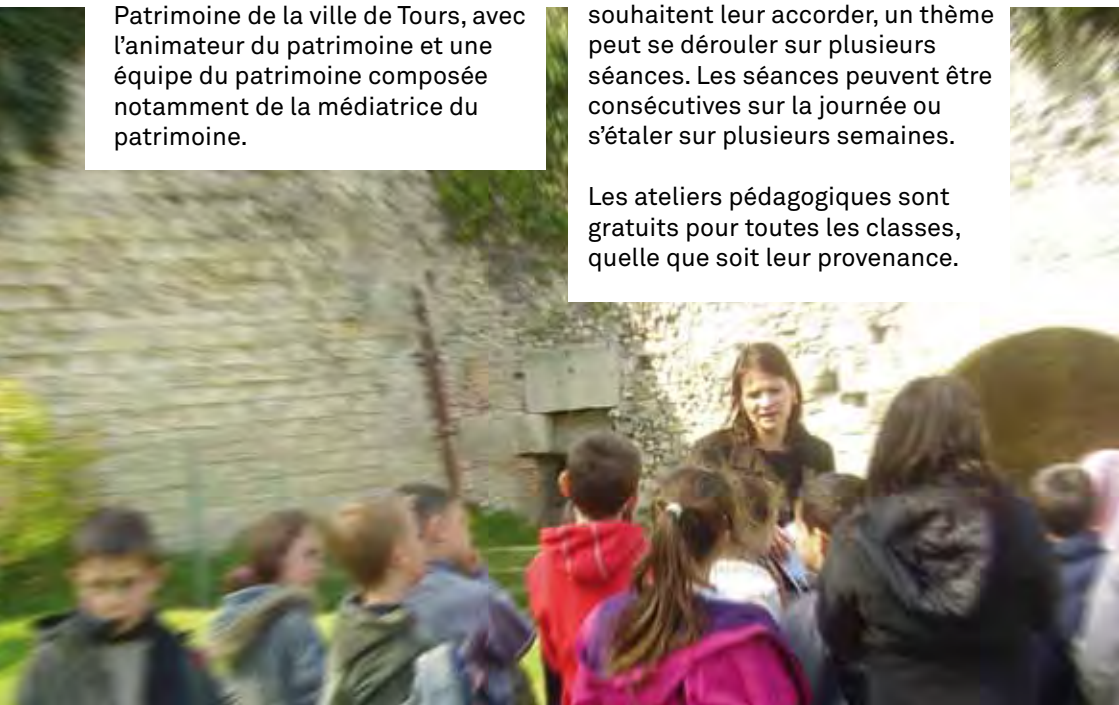 Patrimoine de la ville de Tours, avec
l’animateur du patrimoine et une
équipe du patrimoine composée
notamment de la médiatrice du
patrimoine.
souhaitent leur accorder, un thème
peut se dérouler sur plusieurs
séances. Les séances peuvent être
consécutives sur la journée ou
s’étaler sur plusieurs semaines.
Les ateliers pédagogiques sont
gratuits pour toutes les classes,
quelle que soit leur provenance.